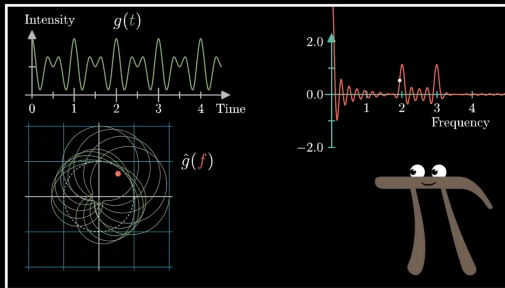 Intensity
g(t)
0 1 2 3 4 Time
2.0
0.0
1 2 3 4
Frequency
−2.0
ĝ(f)